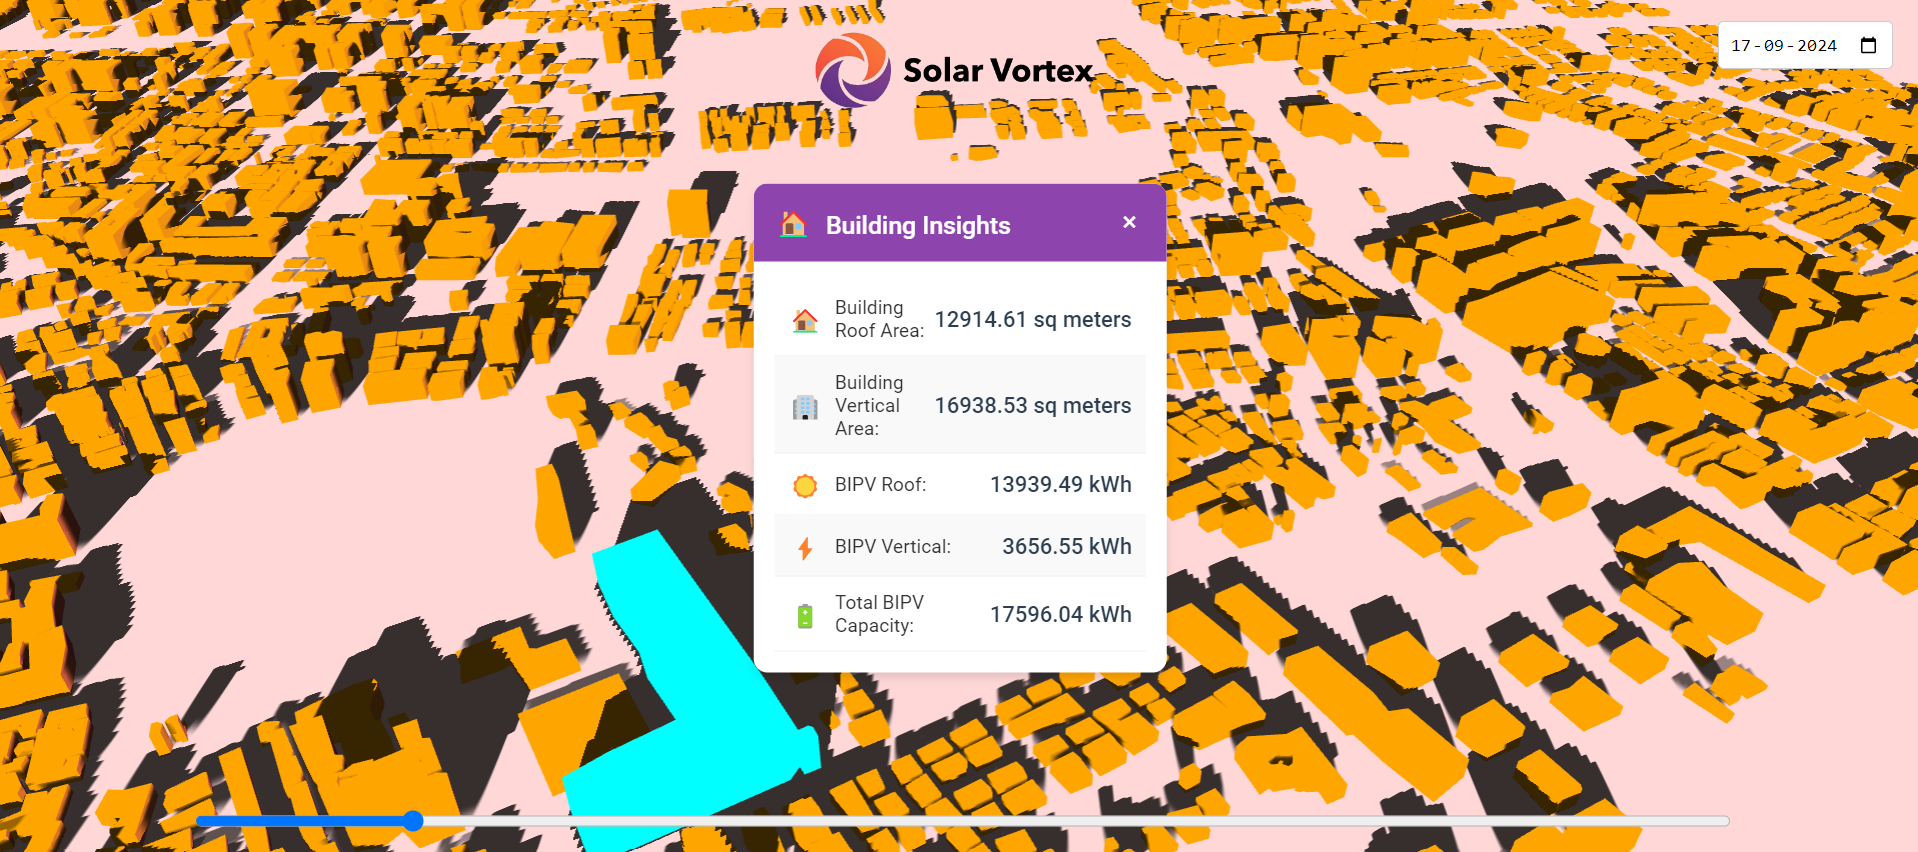 Solar Vortex
17-09-2024
Building Insights
×
Building
Roof Area:
12914.61 sq meters
Building
Vertical
Area:
16938.53 sq meters
BIPV Roof:
13939.49 kWh
BIPV Vertical:
3656.55 kWh
Total BIPV
Capacity:
17596.04 kWh